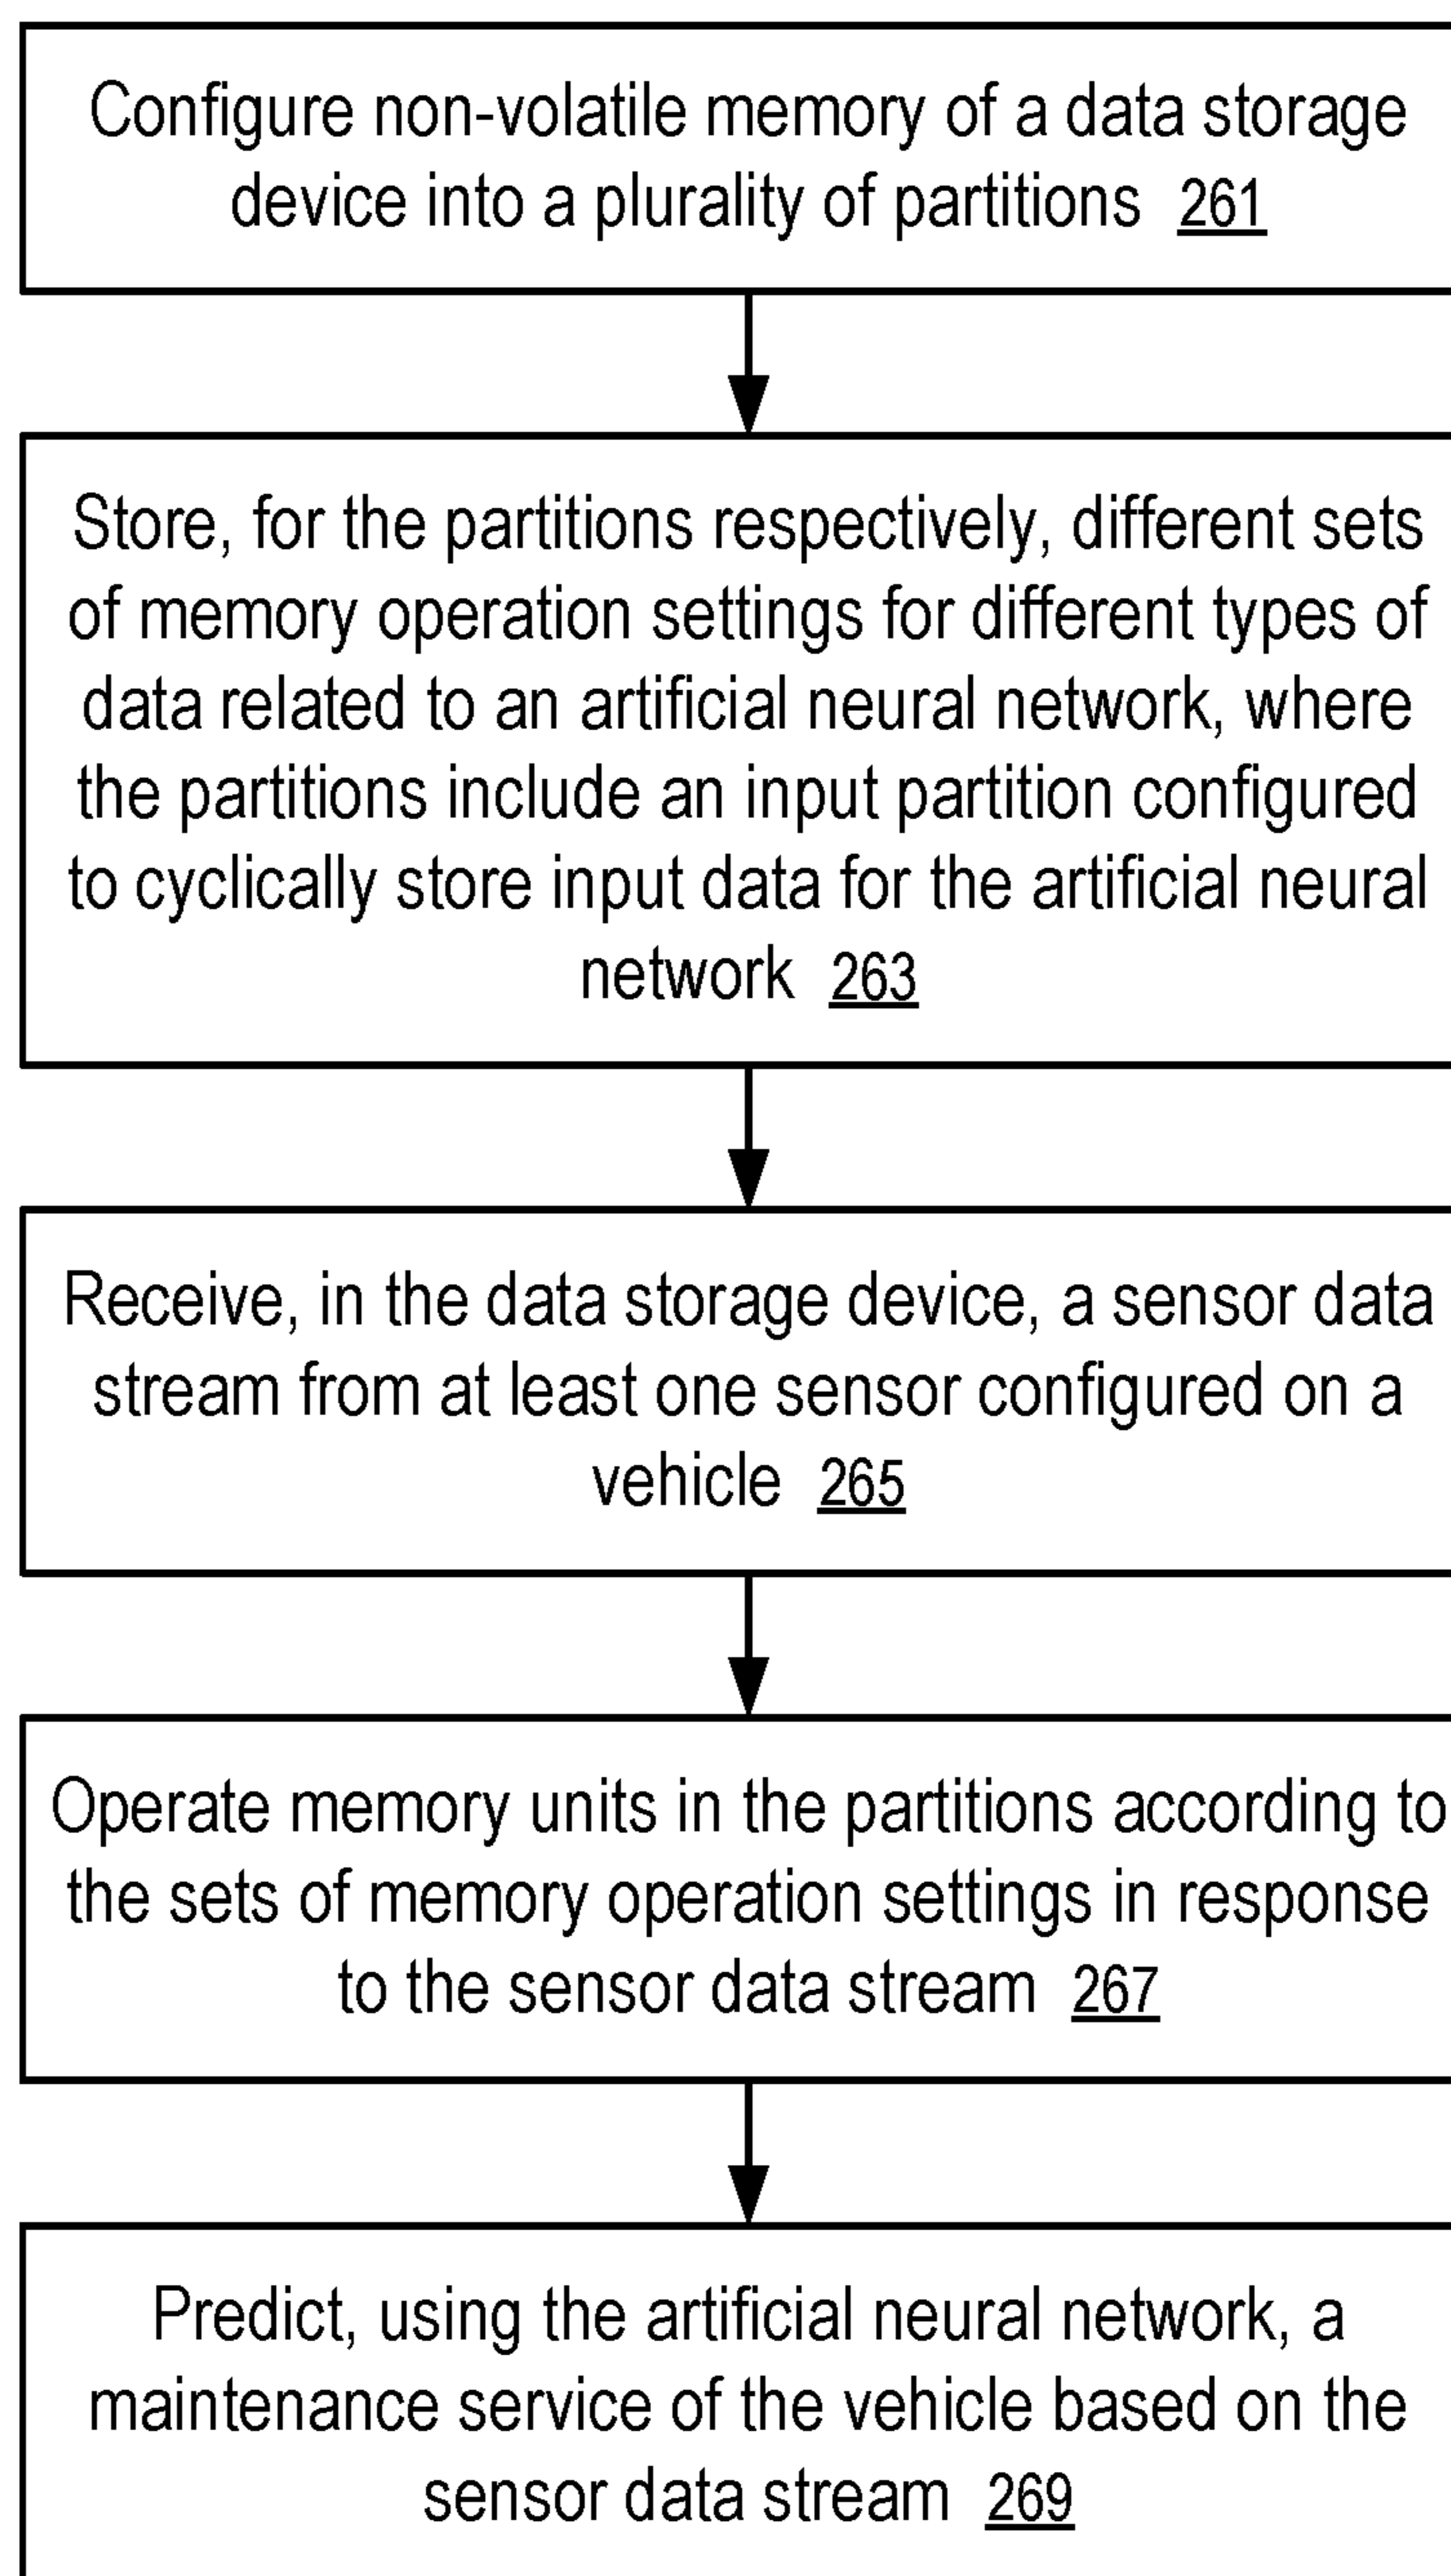 Configure non-volatile memory of a data storage
device into a plurality of partitions 261
Store, for the partitions respectively, different sets
of memory operation settings for different types of
data related to an artificial neural network, where
the partitions include an input partition configured
to cyclically store input data for the artificial neural
network 263
Receive, in the data storage device, a sensor data
stream from at least one sensor configured on a
vehicle 265
Operate memory units in the partitions according to
the sets of memory operation settings in response
to the sensor data stream 267
Predict, using the artificial neural network, a
maintenance service of the vehicle based on the
sensor data stream 269